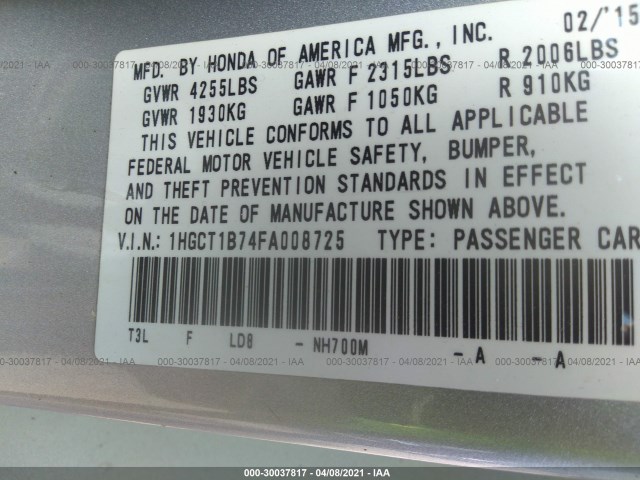 MFD. BY HONDA OF AMERICA MFG., INC. 02/'15
GVWR 4255LBS GAWR F 2315LBS R 2006LBS
GVWR 1930KG GAWR F 1050KG R 910KG
THIS VEHICLE CONFORMS TO ALL APPLICABLE
FEDERAL MOTOR VEHICLE SAFETY, BUMPER,
AND THEFT PREVENTION STANDARDS IN EFFECT
ON THE DATE OF MANUFACTURE SHOWN ABOVE.
V.I.N.: 1HGCT1B74FA008725 TYPE: PASSENGER CAR
T3L F LD8 - NH700M - A - A
000-30037817 - 04/08/2021 - IAA